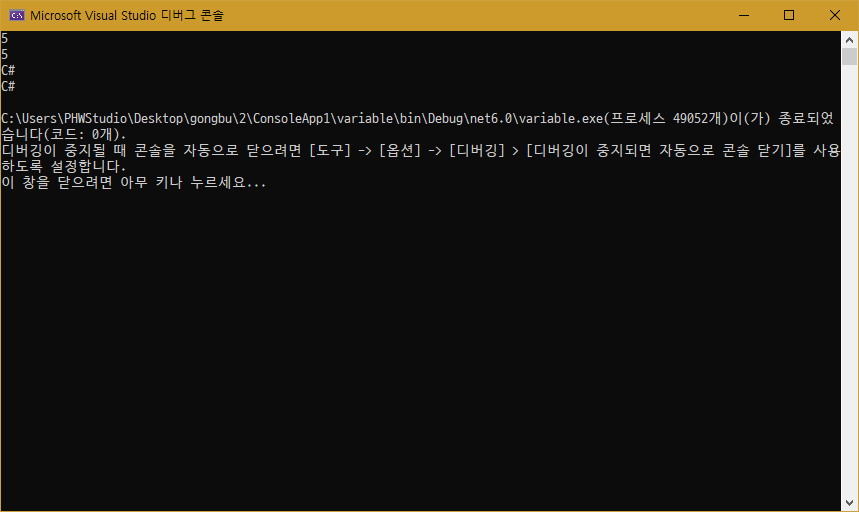 Microsoft Visual Studio 디버그 콘솔
5
5
C#
C#
C:\Users\PHWStudio\Desktop\gongbu\2\ConsoleApp1\variable\bin\Debug\net6.0\variable.exe(프로세스 49052개)이(가) 종료되었
습니다(코드: 0개).
디버깅이 중지될 때 콘솔을 자동으로 닫으려면 [도구] -> [옵션] -> [디버깅] > [디버깅이 중지되면 자동으로 콘솔 닫기]를 사용
하도록 설정합니다.
이 창을 닫으려면 아무 키나 누르세요...